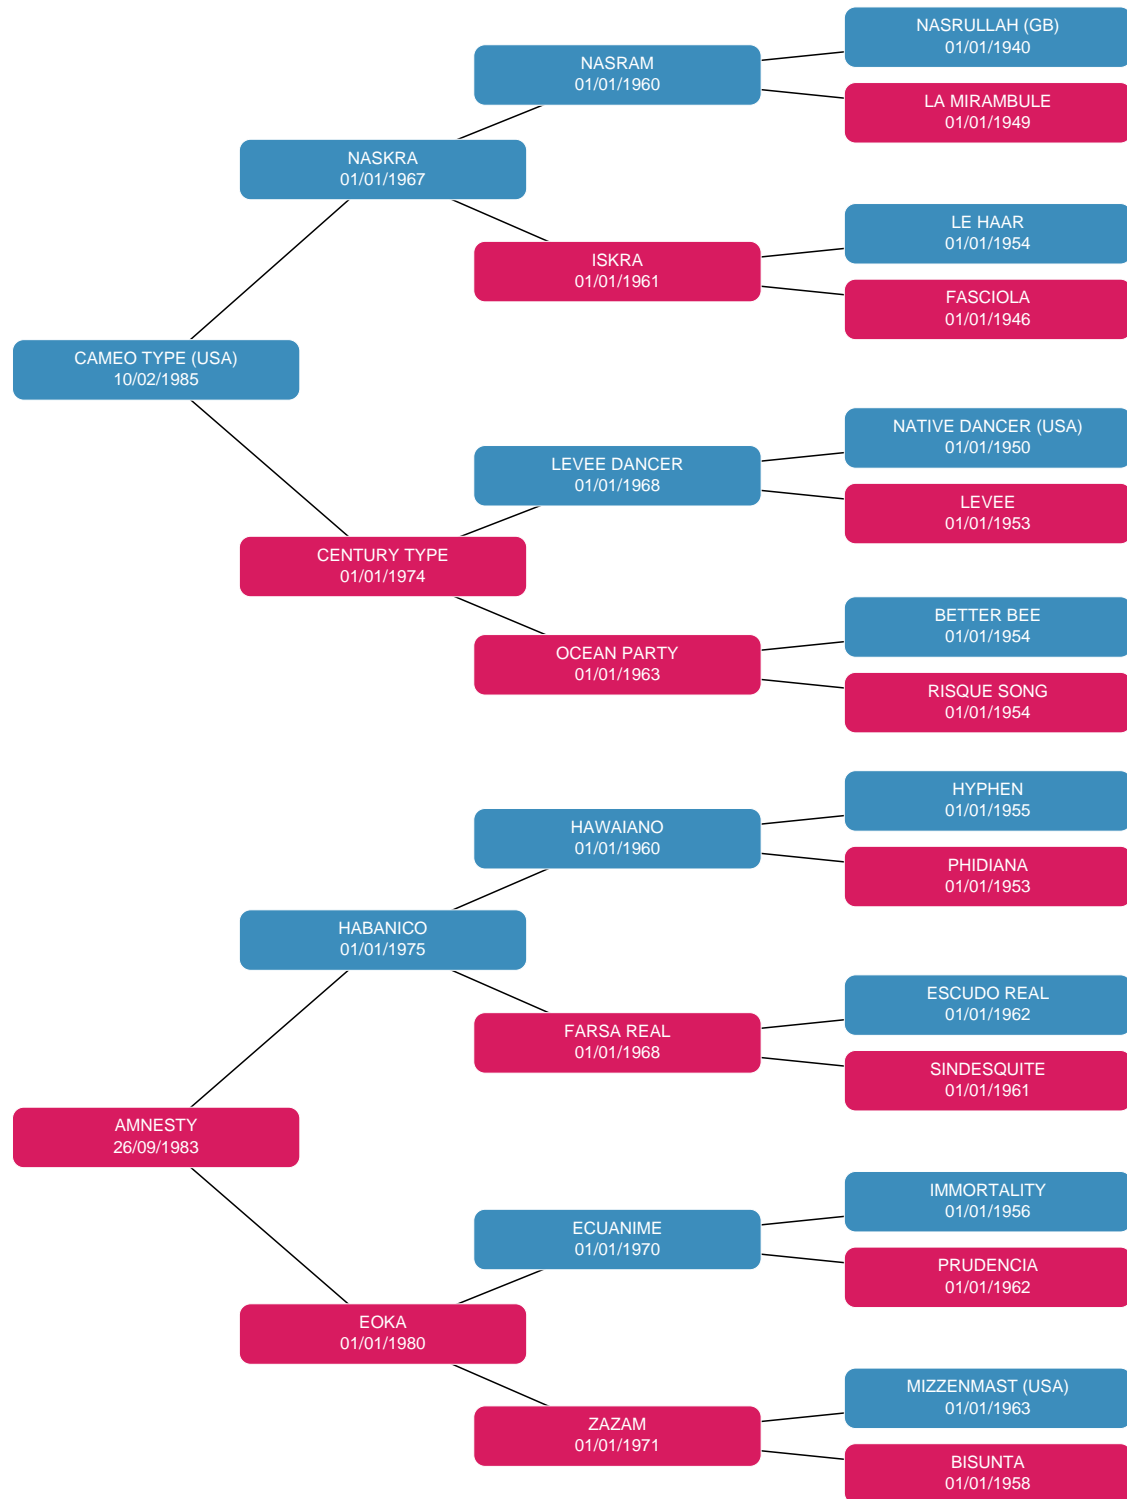 NASRULLAH (GB)
01/01/1940
NASRAM
01/01/1960
LA MIRAMBULE
01/01/1949
NASKRA
01/01/1967
LE HAAR
01/01/1954
ISKRA
01/01/1961
FASCIOLA
01/01/1946
CAMEO TYPE (USA)
10/02/1985
NATIVE DANCER (USA)
01/01/1950
LEVEE DANCER
01/01/1968
LEVEE
01/01/1953
CENTURY TYPE
01/01/1974
BETTER BEE
01/01/1954
OCEAN PARTY
01/01/1963
RISQUE SONG
01/01/1954
HYPHEN
01/01/1955
HAWAIANO
01/01/1960
PHIDIANA
01/01/1953
HABANICO
01/01/1975
ESCUDO REAL
01/01/1962
FARSA REAL
01/01/1968
SINDESQUITE
01/01/1961
AMNESTY
26/09/1983
IMMORTALITY
01/01/1956
ECUANIME
01/01/1970
PRUDENCIA
01/01/1962
EOKA
01/01/1980
MIZZENMAST (USA)
01/01/1963
ZAZAM
01/01/1971
BISUNTA
01/01/1958